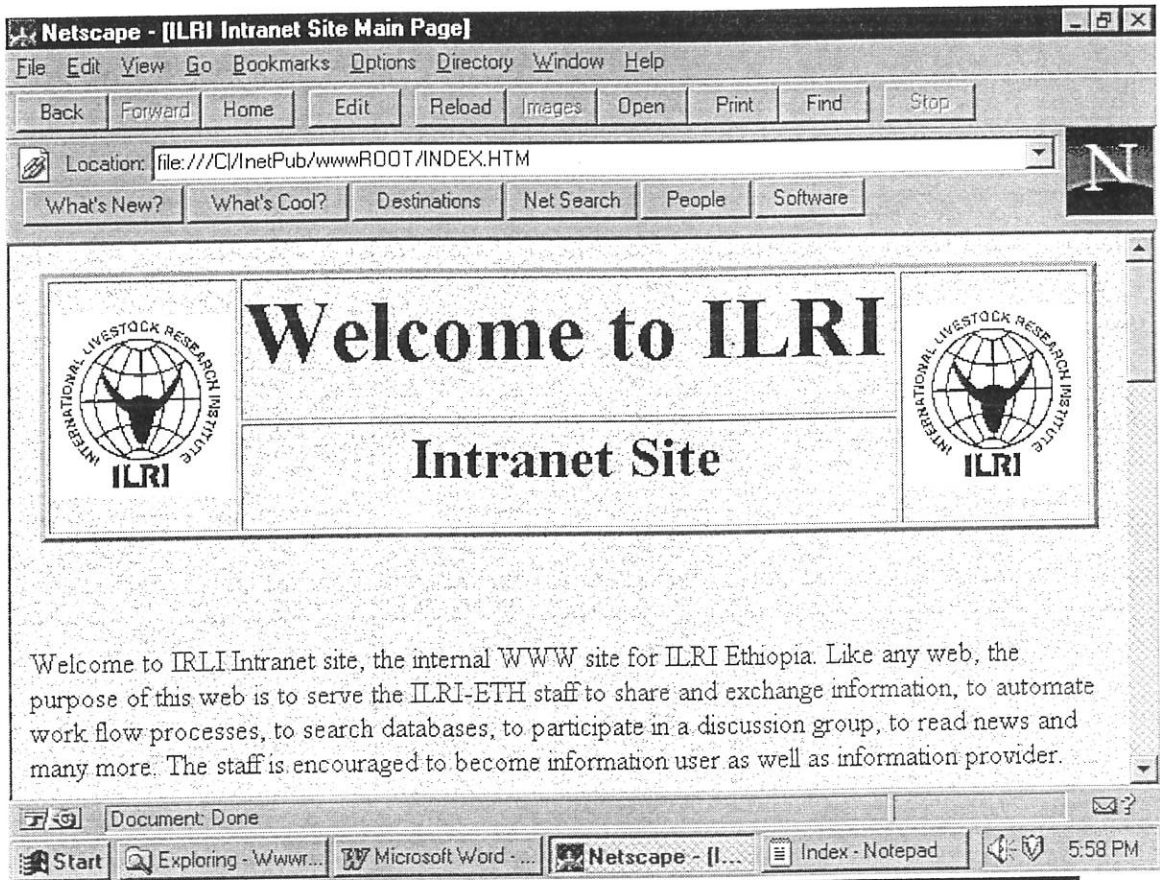 Netscape - [ILRI Intranet Site Main Page]
File Edit View Go Bookmarks Options Directory Window Help
Back Forward Home Edit Reload Images Open Print Find Stop
Location: file:///C|/InetPub/wwwROOT/INDEX.HTM
N
What's New? What's Cool? Destinations Net Search People Software
INTERNATIONAL LIVESTOCK RESEARCH INSTITUTE
ILRI
Welcome to ILRI
Intranet Site
INTERNATIONAL LIVESTOCK RESEARCH INSTITUTE
ILRI
Welcome to IRLI Intranet site, the internal WWW site for ILRI Ethiopia. Like any web, the
purpose of this web is to serve the ILRI-ETH staff to share and exchange information, to automate
work flow processes, to search databases, to participate in a discussion group, to read news and
many more. The staff is encouraged to become information user as well as information provider.
Document: Done
Start Exploring - Wwwr... Microsoft Word - ... Netscape - [I... Index - Notepad 5:58 PM